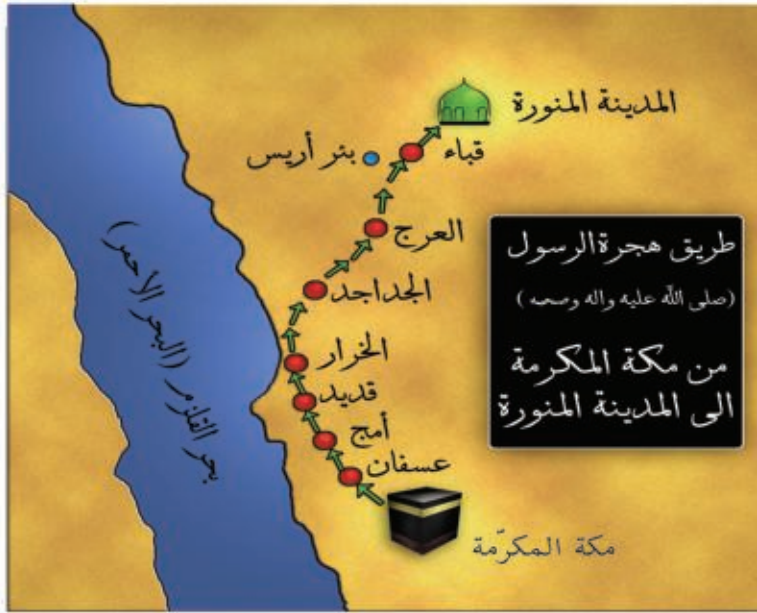 المدينة المنورة
قباء
بئر أريس
العرج
الجداجد
الخرار
قديد
أمج
عسفان
مكة المكرّمة
بحر القلزم (البحر الأحمر)
طريق هجرة الرسول
(صلى الله عليه واله وصحبه)
من مكة المكرمة
الى المدينة المنورة